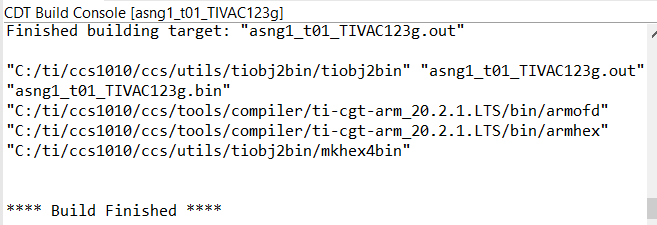 CDT Build Console [asng1_t01_TIVAC123g]
Finished building target: "asng1_t01_TIVAC123g.out"
"C:/ti/ccs1010/ccs/utils/tiobj2bin/tiobj2bin" "asng1_t01_TIVAC123g.out"
"asng1_t01_TIVAC123g.bin"
"C:/ti/ccs1010/ccs/tools/compiler/ti-cgt-arm_20.2.1.LTS/bin/armofd"
"C:/ti/ccs1010/ccs/tools/compiler/ti-cgt-arm_20.2.1.LTS/bin/armhex"
"C:/ti/ccs1010/ccs/utils/tiobj2bin/mkhex4bin"
**** Build Finished ****